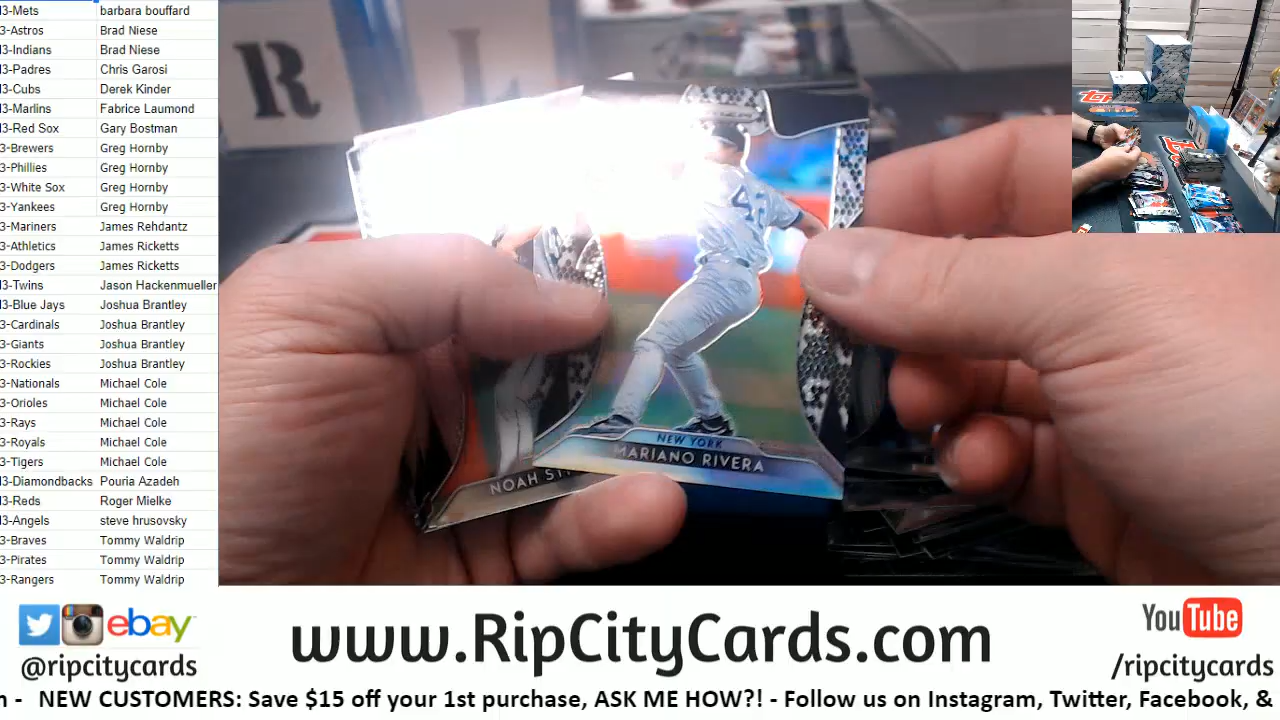 13-Mets barbara bouffard
3-Astros Brad Niese
3-Indians Brad Niese
3-Padres Chris Garosi
3-Cubs Derek Kinder
3-Marlins Fabrice Laumond
3-Red Sox Gary Bostman
3-Brewers Greg Hornby
3-Phillies Greg Hornby
3-White Sox Greg Hornby
3-Yankees Greg Hornby
3-Mariners James Rehdantz
3-Athletics James Ricketts
3-Dodgers James Ricketts
3-Twins Jason Hackenmueller
3-Blue Jays Joshua Brantley
3-Cardinals Joshua Brantley
3-Giants Joshua Brantley
3-Rockies Joshua Brantley
3-Nationals Michael Cole
3-Orioles Michael Cole
3-Rays Michael Cole
3-Royals Michael Cole
3-Tigers Michael Cole
3-Diamondbacks Pouria Azadeh
3-Reds Roger Mielke
3-Angels steve hrusovsky
3-Braves Tommy Waldrip
3-Pirates Tommy Waldrip
3-Rangers Tommy Waldrip
R
NEW YORK
MARIANO RIVERA
NOAH
ebay
@ripcitycards
www.RipCityCards.com
YouTube
/ripcitycards
- NEW CUSTOMERS: Save $15 off your 1st purchase, ASK ME HOW?! - Follow us on Instagram, Twitter, Facebook, &